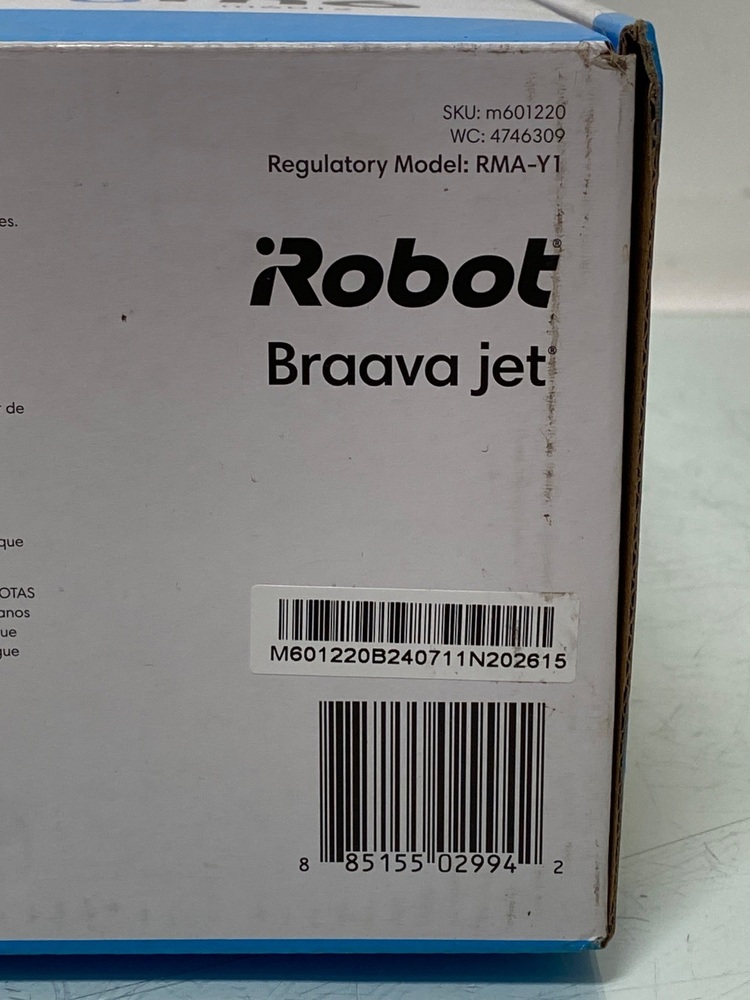 SKU: m601220
WC: 4746309
Regulatory Model: RMA-Y1
es.
iRobot®
Braava jet®
de
que
OTAS
anos
ue
gue
M601220B240711N202615
8 85155 02994 2